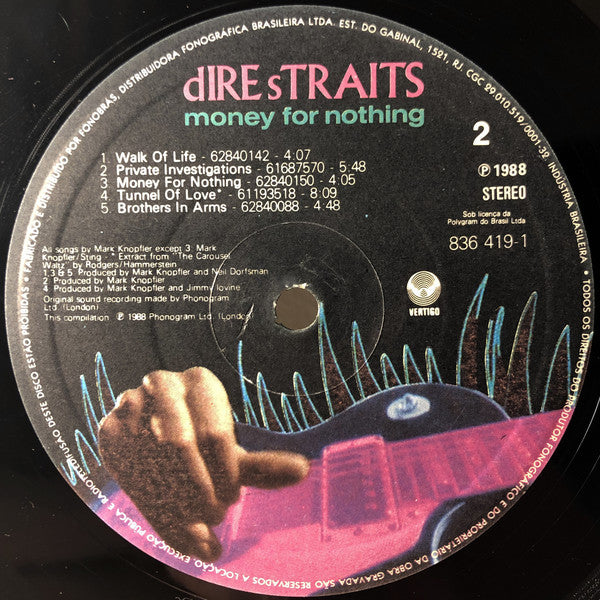 dIRE sTRAITS
money for nothing
2
1. Walk Of Life - 62840142 - 4:07
2. Private Investigations - 61687570 - 5:48
3. Money For Nothing - 62840150 - 4:05
4. Tunnel Of Love* - 61193518 - 8:09
5. Brothers In Arms - 62840088 - 4:48
℗ 1988
STEREO
Sob licença da
Polygram do Brasil Ltda
836 419-1
All songs by Mark Knopfler except 3: Mark
Knopfler/Sting - * Extract from "The Carousel
Waltz" by Rodgers/Hammerstein
1,3 & 5 Produced by Mark Knopfler and Neil Dorfsman
2 Produced by Mark Knopfler
4 Produced by Mark Knopfler and Jimmy Iovine
Original sound recording made by Phonogram
Ltd. (London)
This compilation ℗ 1988 Phonogram Ltd. (London)
VERTIGO
• FABRICADO E DISTRIBUIDO POR FONOBRAS, DISTRIBUIDORA FONOGRÁFICA BRASILEIRA LTDA. EST. DO GABINAL, 1521, RJ CGC 29.010 519/0001-32, INDÚSTRIA BRASILEIRA • TODOS OS DIREITOS DO PRODUTOR FONOGRÁFICO E DO PROPRIETÁRIO DA OBRA GRAVADA SÃO RESERVADOS A LOCAÇÃO, EXECUÇÃO PÚBLICA E RADIOTELEDIFUSÃO DESTE DISCO ESTÃO PROIBIDAS